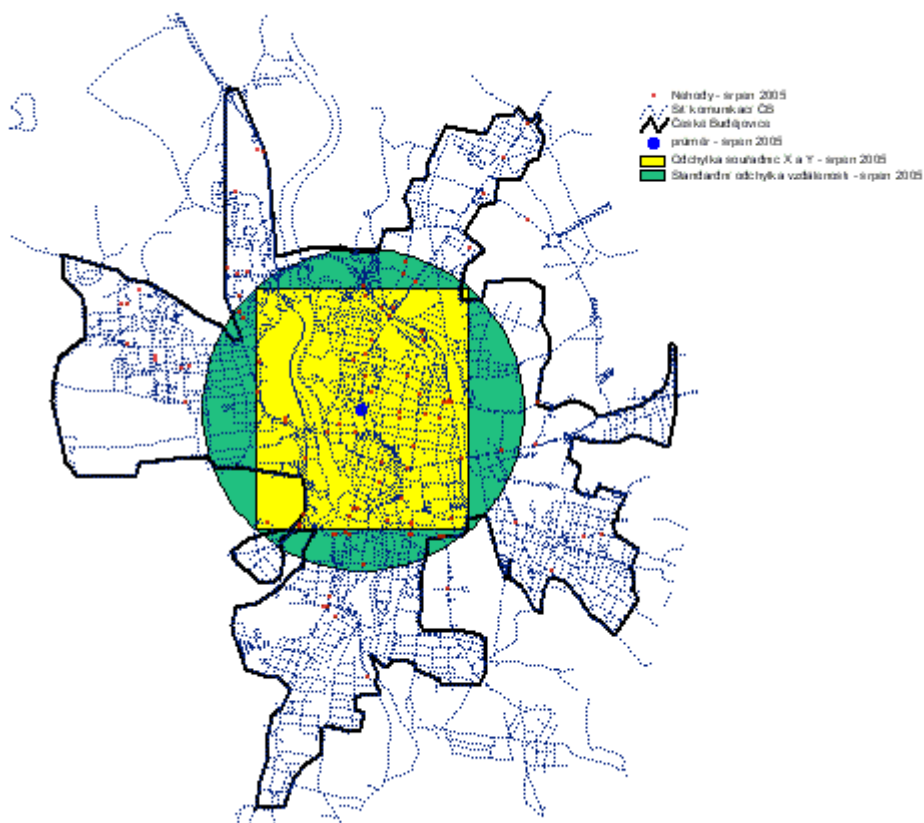 Nehody - srpen 2005
Síť komunikací ČB
České Budějovice
průměr - srpen 2005
Odchylka souřadnic X a Y - srpen 2005
Standardní odchylka vzdálenosti - srpen 2005